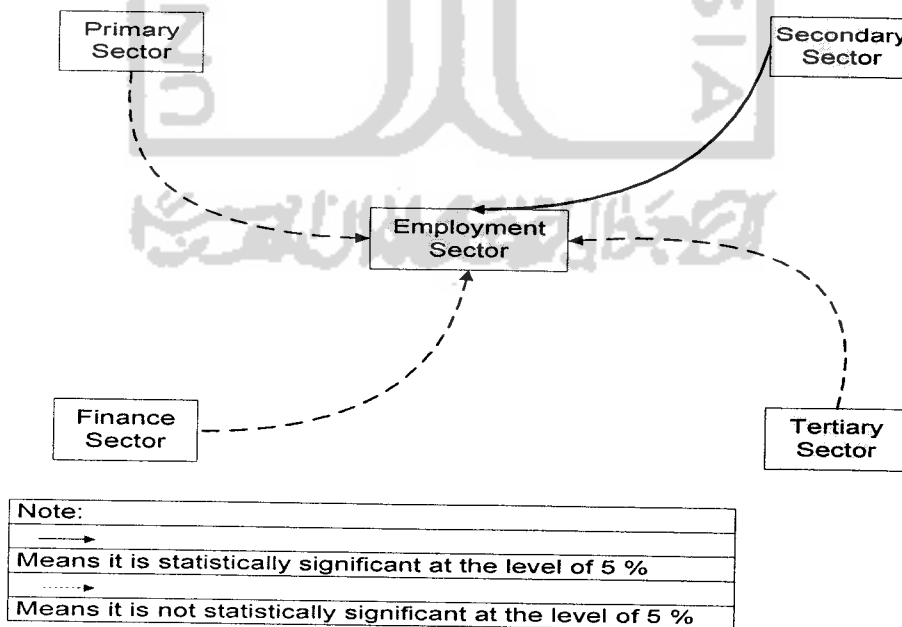 Primary
Sector
Secondary
Sector
Employment
Sector
Finance
Sector
Tertiary
Sector
Note:
Means it is statistically significant at the level of 5 %
Means it is not statistically significant at the level of 5 %